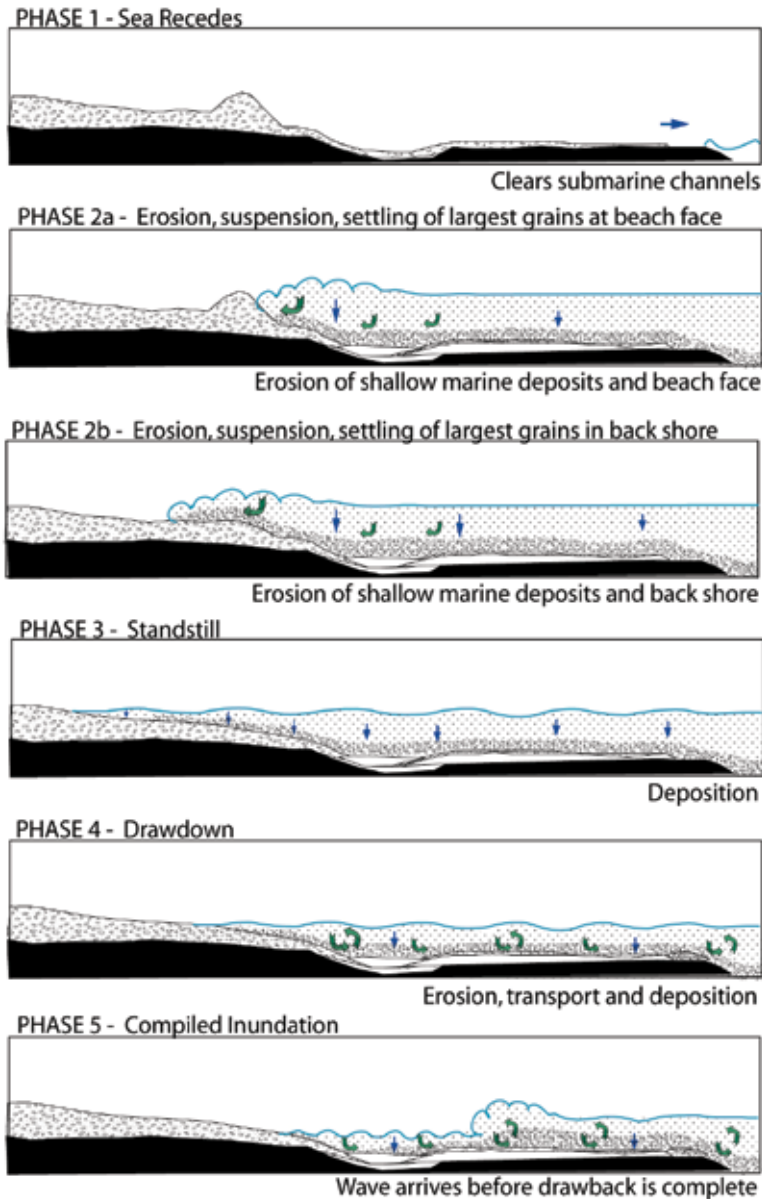 PHASE 1 - Sea Recedes
Clears submarine channels
PHASE 2a - Erosion, suspension, settling of largest grains at beach face
Erosion of shallow marine deposits and beach face
PHASE 2b - Erosion, suspension, settling of largest grains in back shore
Erosion of shallow marine deposits and back shore
PHASE 3 - Standstill
Deposition
PHASE 4 - Drawdown
Erosion, transport and deposition
PHASE 5 - Compiled Inundation
Wave arrives before drawback is complete